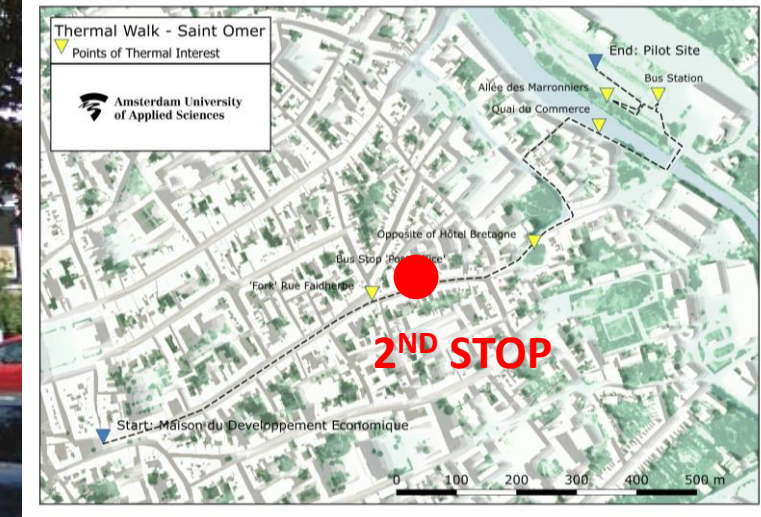 Thermal Walk - Saint Omer
Points of Thermal Interest
Amsterdam University
of Applied Sciences
End: Pilot Site
Bus Station
Allée des Marronniers
Quai du Commerce
Opposite of Hôtel Bretagne
Bus Stop 'Post Office'
'Fork' Rue Faidherbe
2ND STOP
Start: Maison du Developpement Economique
0 100 200 300 400 500 m